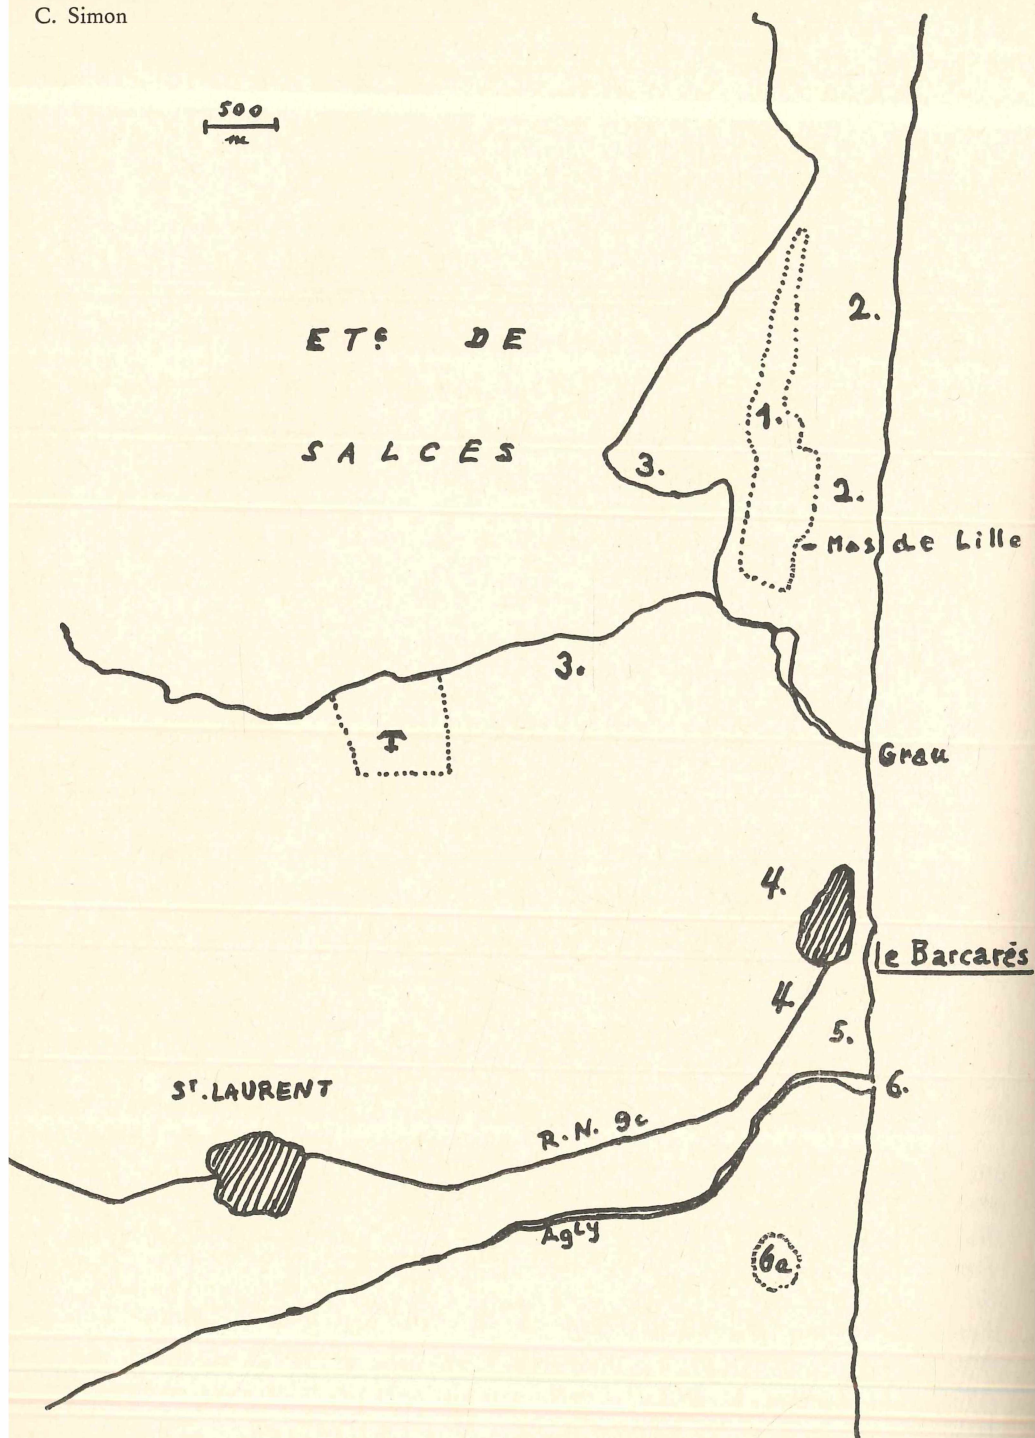 C. Simon
500
m
2.
ETG DE
1.
SALCES
3.
2.
Mas de Lille
3.
T
Grau
4.
le Barcarès
4.
5.
6.
ST. LAURENT
R.N. 9c
Agly
6a